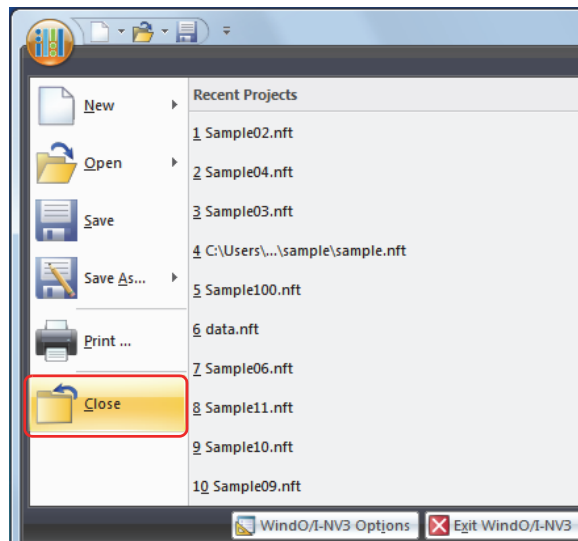 New
Open
Save
Save As...
Print ...
Close
Recent Projects
1 Sample02.nft
2 Sample04.nft
3 Sample03.nft
4 C:\Users\...\sample\sample.nft
5 Sample100.nft
6 data.nft
7 Sample06.nft
8 Sample11.nft
9 Sample10.nft
10 Sample09.nft
WindO/I-NV3 Options
Exit WindO/I-NV3